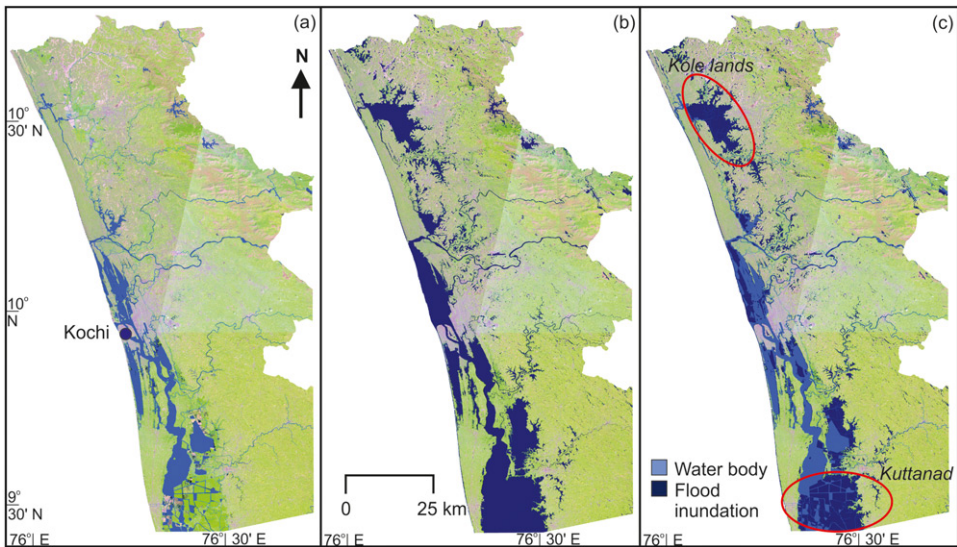 (a)
(b)
(c)
N
Kole lands
10°
30' N
10°
N
Kochi
9°
30' N
0 25 km
Water body
Flood
inundation
Kuttanad
76° E
76° 30' E
76° E
76° 30' E
76° E
76° 30' E